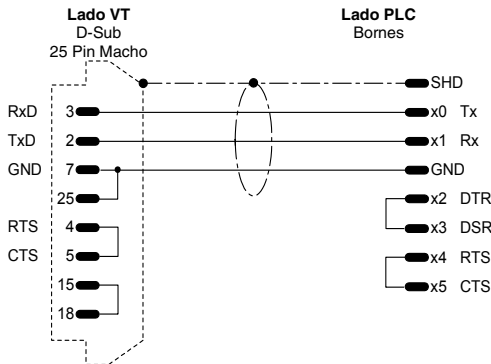 Lado VT
D-Sub
25 Pin Macho
Lado PLC
Bornes
SHD
RxD 3 x0 Tx
TxD 2 x1 Rx
GND 7 GND
25 x2 DTR
RTS 4 x3 DSR
CTS 5 x4 RTS
15 x5 CTS
18